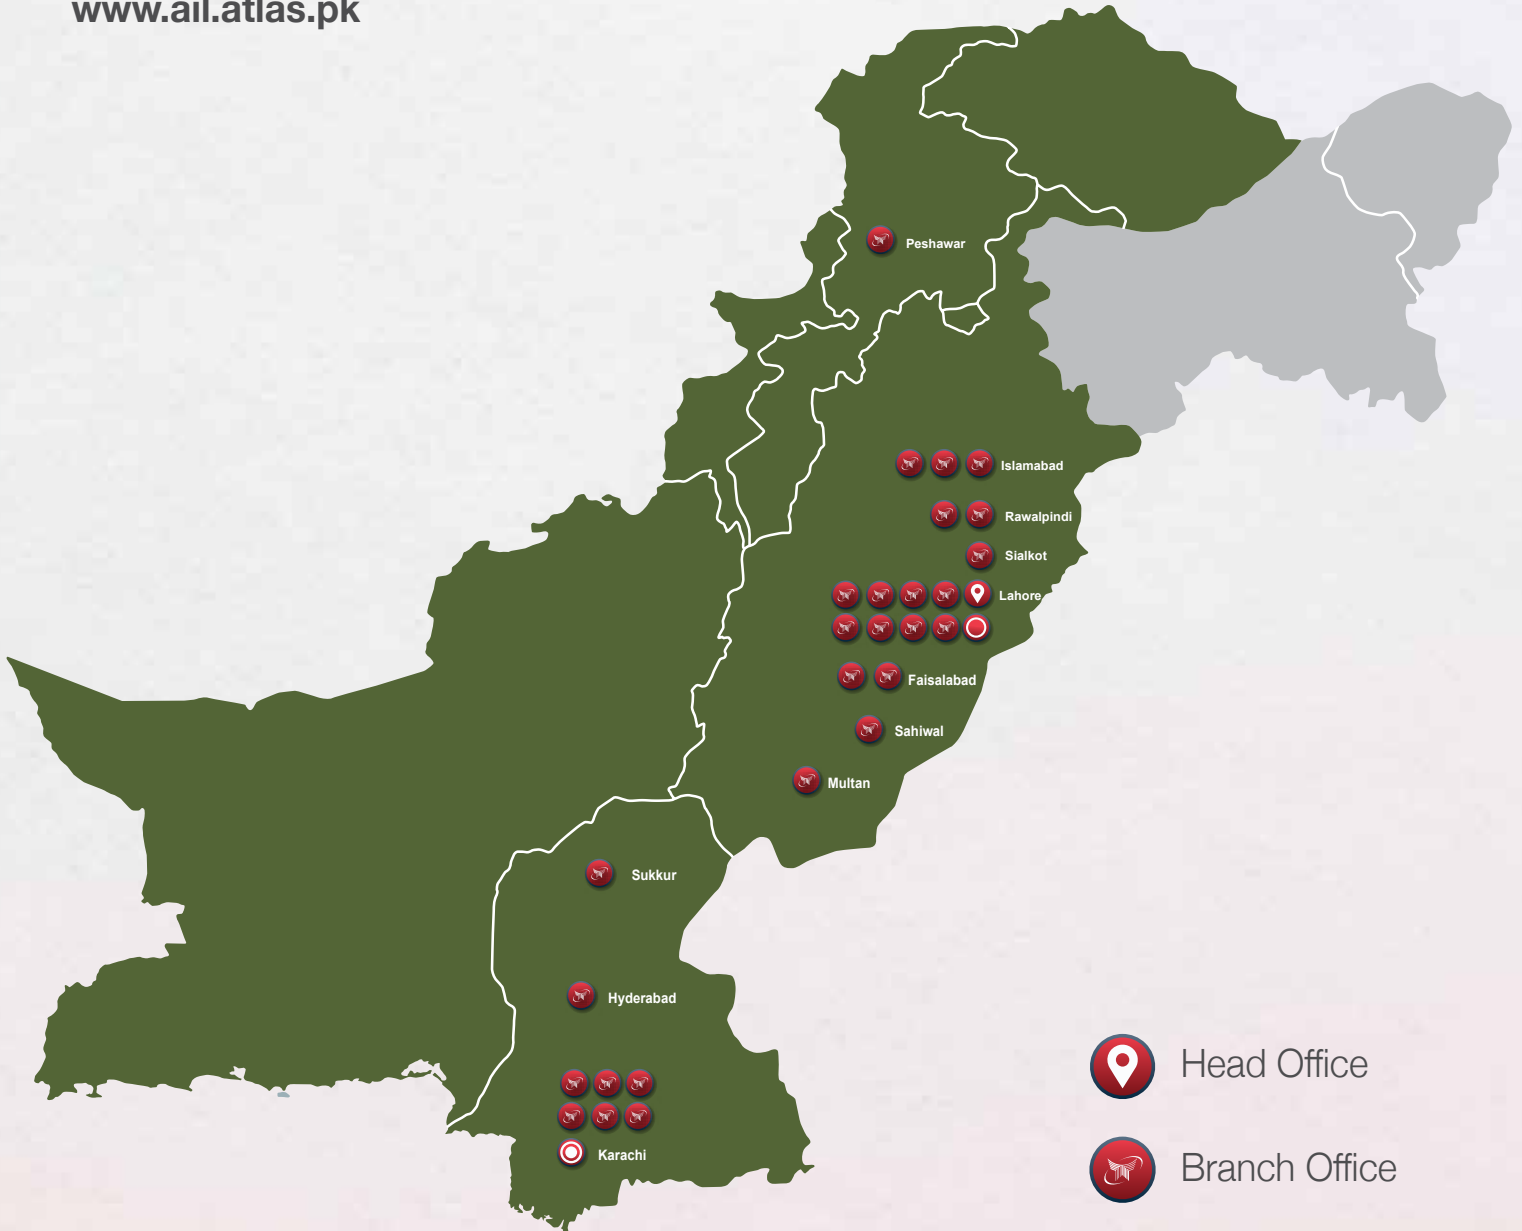 www.ail.atlas.pk
Peshawar
Islamabad
Rawalpindi
Sialkot
Lahore
Faisalabad
Sahiwal
Multan
Sukkur
Hyderabad
Karachi
Head Office
Branch Office